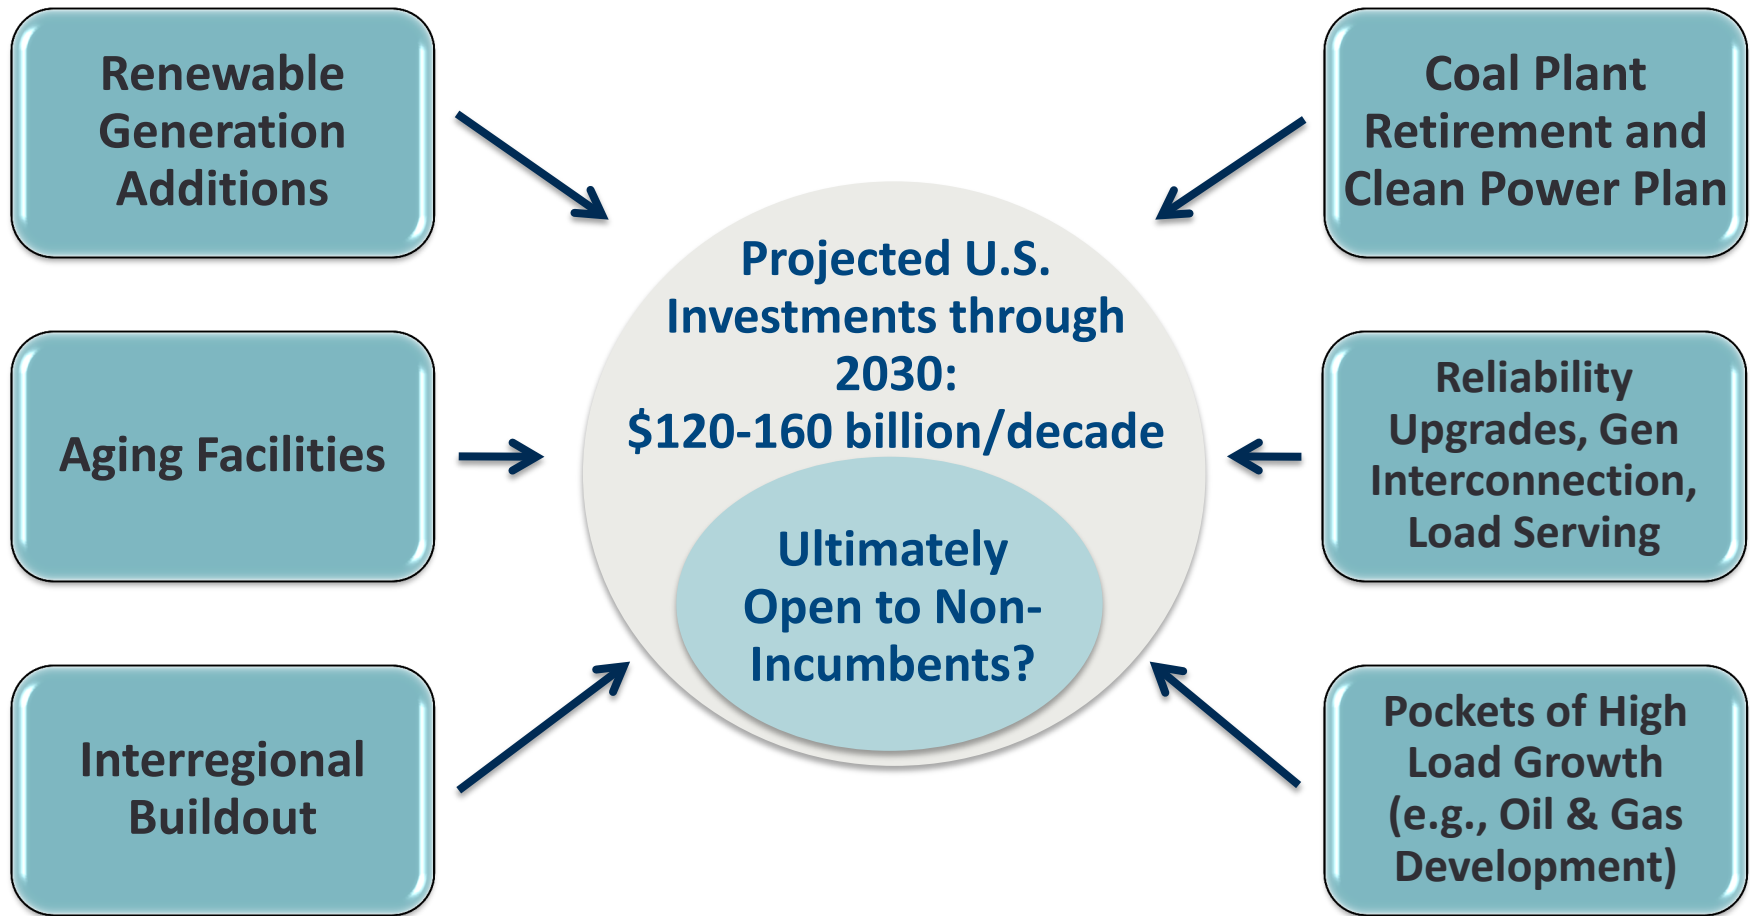 Renewable
Generation
Additions
Aging Facilities
Interregional
Buildout
Projected U.S.
Investments through
2030:
$120-160 billion/decade
Ultimately
Open to Non-
Incumbents?
Coal Plant
Retirement and
Clean Power Plan
Reliability
Upgrades, Gen
Interconnection,
Load Serving
Pockets of High
Load Growth
(e.g., Oil & Gas
Development)